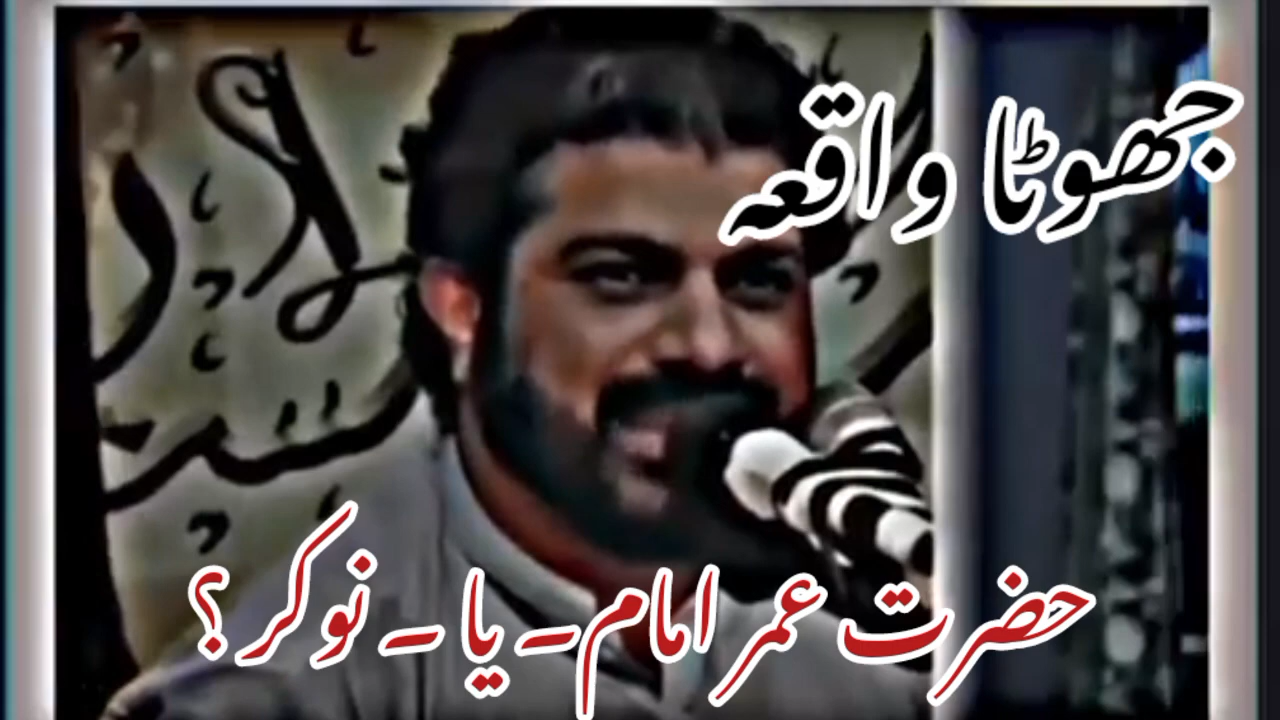 جھوٹا واقعہ
حضرت عمر امام ۔ یا ۔ نوکر ؟